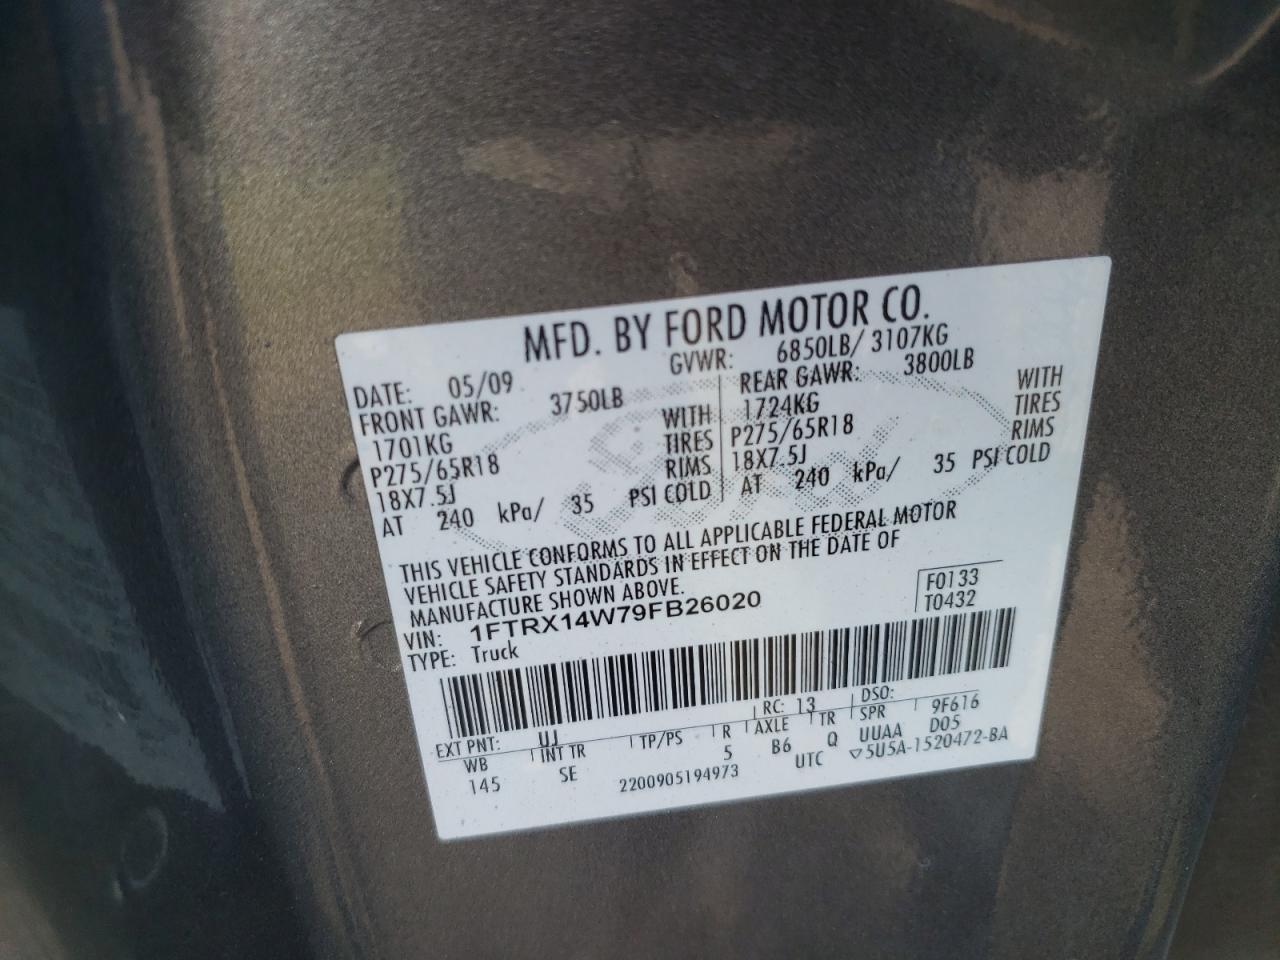 MFD. BY FORD MOTOR CO.
DATE: 05/09 GVWR: 6850LB/ 3107KG
FRONT GAWR: 3750LB REAR GAWR: 3800LB
1701KG WITH 1724KG WITH
P275/65R18 TIRES P275/65R18 TIRES
18X7.5J RIMS 18X7.5J RIMS
AT 240 kPa/ 35 PSI COLD AT 240 kPa/ 35 PSI COLD
THIS VEHICLE CONFORMS TO ALL APPLICABLE FEDERAL MOTOR
VEHICLE SAFETY STANDARDS IN EFFECT ON THE DATE OF
MANUFACTURE SHOWN ABOVE.
VIN: 1FTRX14W79FB26020 F0133
TYPE: Truck T0432
EXT PNT: UJ RC: 13 DSO:
WB INT TR TP/PS R AXLE TR SPR 9F616
145 SE 5 B6 Q UUAA D05
2200905194973 UTC ▽5U5A-1520472-BA